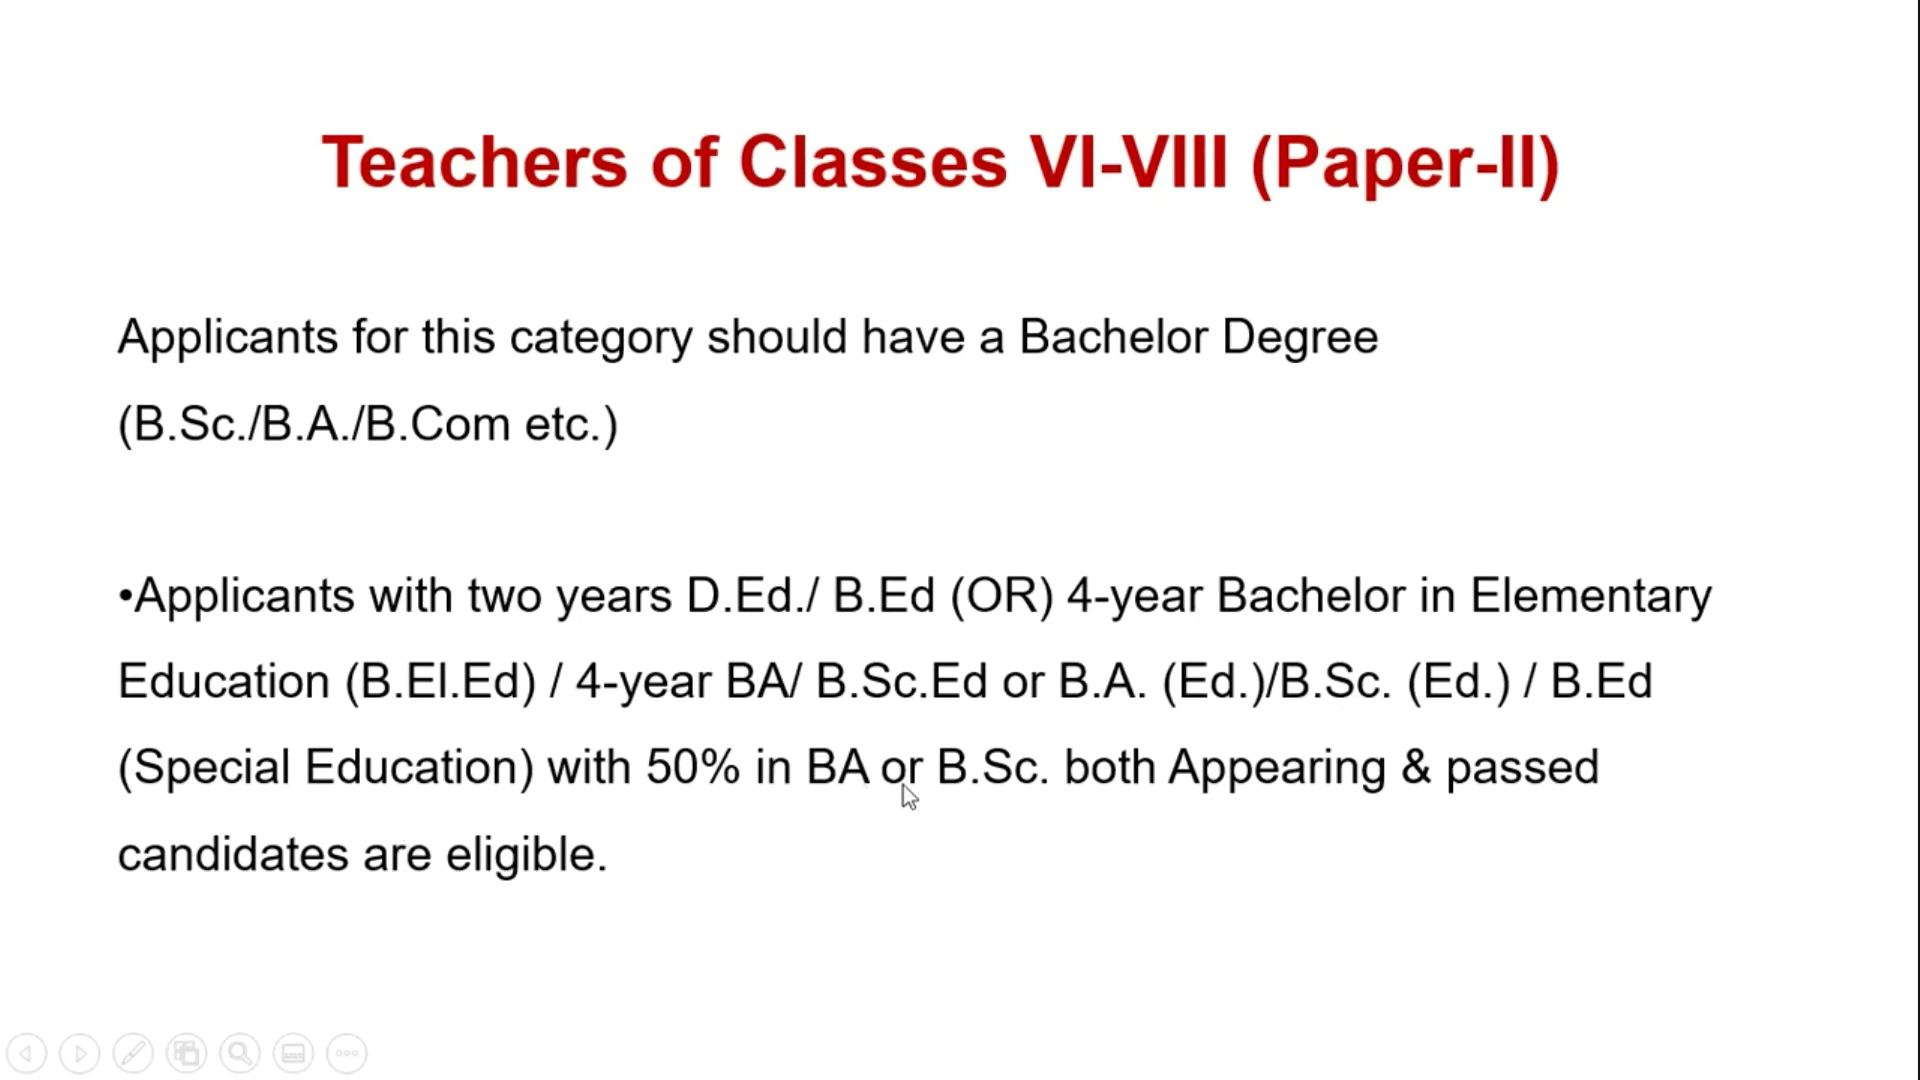 Teachers of Classes VI-VIII (Paper-II)
Applicants for this category should have a Bachelor Degree
(B.Sc./B.A./B.Com etc.)
•Applicants with two years D.Ed./ B.Ed (OR) 4-year Bachelor in Elementary
Education (B.El.Ed) / 4-year BA/ B.Sc.Ed or B.A. (Ed.)/B.Sc. (Ed.) / B.Ed
(Special Education) with 50% in BA or B.Sc. both Appearing & passed
candidates are eligible.